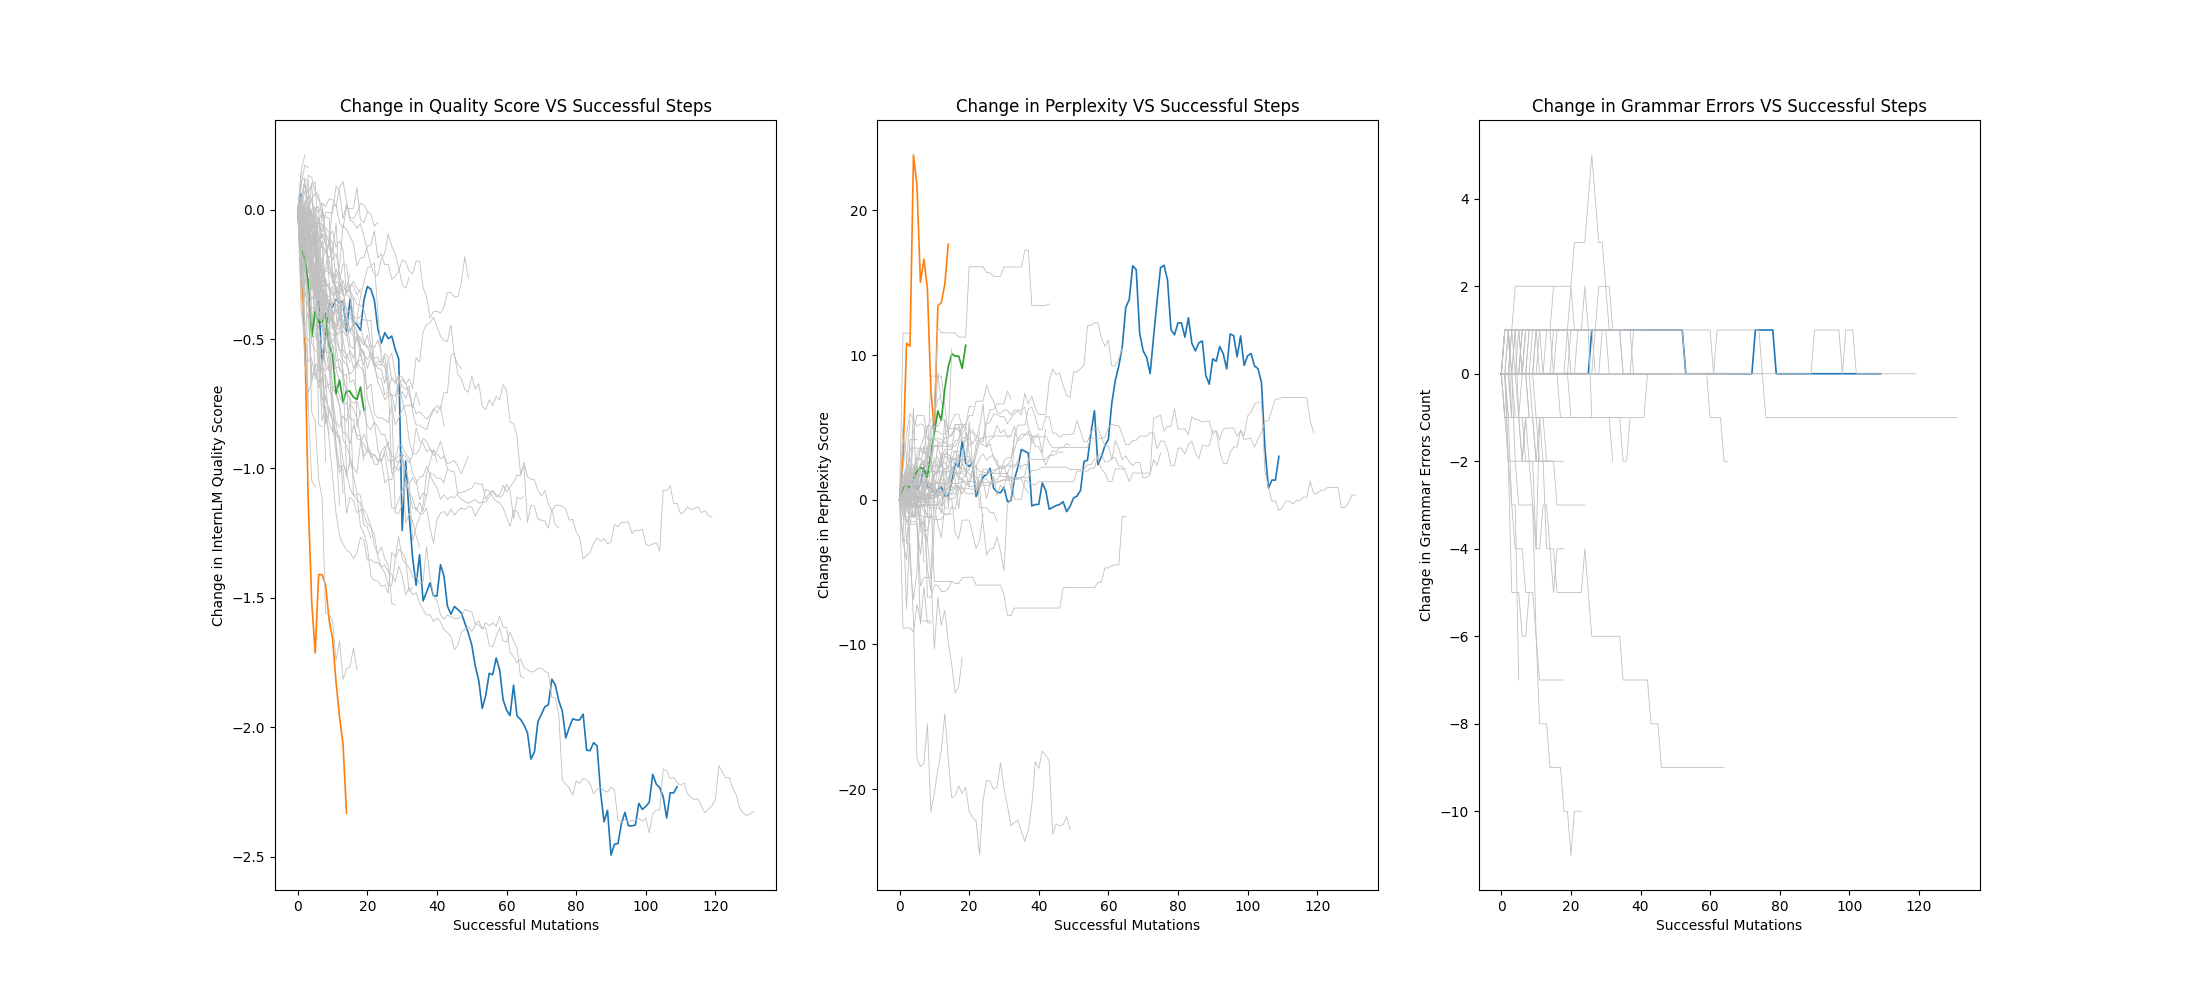 Change in Quality Score VS Successful Steps
Change in InternLM Quality Scoree
0.0
−0.5
−1.0
−1.5
−2.0
−2.5
0 20 40 60 80 100 120
Successful Mutations
Change in Perplexity VS Successful Steps
Change in Perplexity Score
20
10
0
−10
−20
0 20 40 60 80 100 120
Successful Mutations
Change in Grammar Errors VS Successful Steps
Change in Grammar Errors Count
4
2
0
−2
−4
−6
−8
−10
0 20 40 60 80 100 120
Successful Mutations